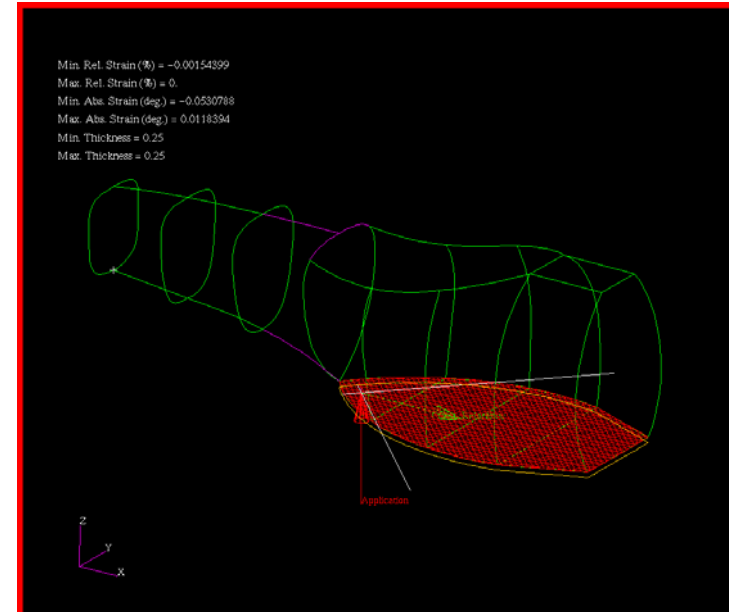 Min. Rel. Strain (%) = -0.00154399
Max. Rel. Strain (%) = 0.
Min. Abs. Strain (deg.) = -0.0530788
Max. Abs. Strain (deg.) = 0.0118394
Min. Thickness = 0.25
Max. Thickness = 0.25
Application
Z
Y
X